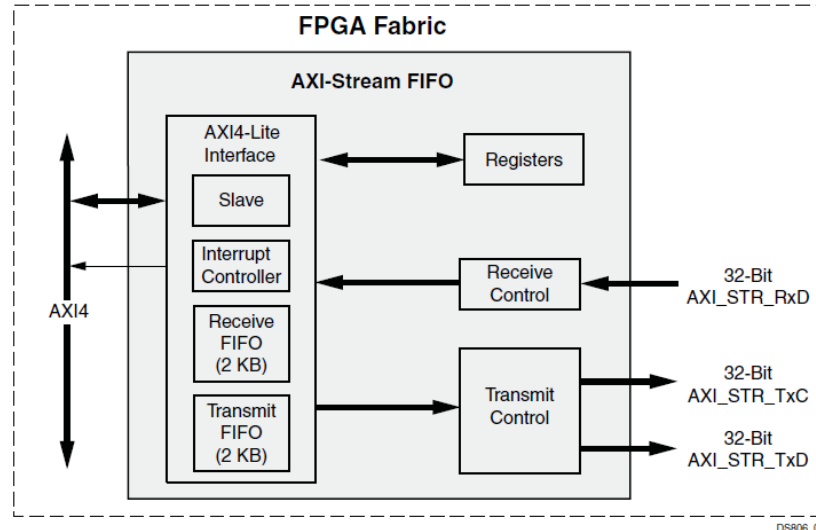 FPGA Fabric
AXI-Stream FIFO
AXI4-Lite
Interface
Slave
Interrupt
Controller
Receive
FIFO
(2 KB)
Transmit
FIFO
(2 KB)
Registers
Receive
Control
Transmit
Control
AXI4
32-Bit
AXI_STR_RxD
32-Bit
AXI_STR_TxC
32-Bit
AXI_STR_TxD
DS806